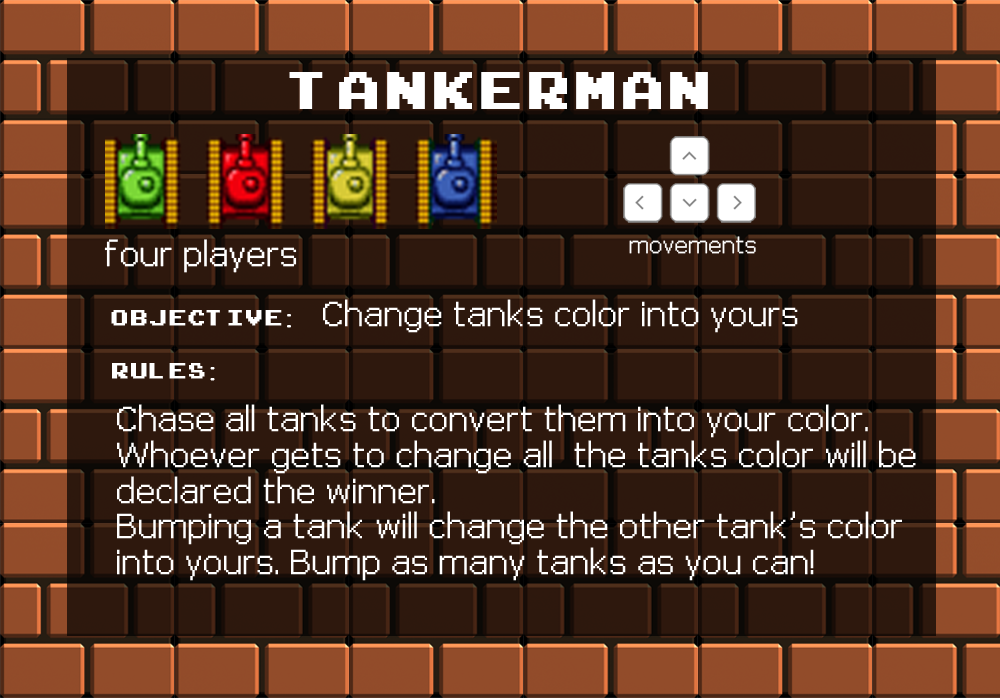 TANKERMAN
four players
movements
OBJECTIVE: Change tanks color into yours
RULES:
Chase all tanks to convert them into your color.
Whoever gets to change all the tanks color will be
declared the winner.
Bumping a tank will change the other tank's color
into yours. Bump as many tanks as you can!